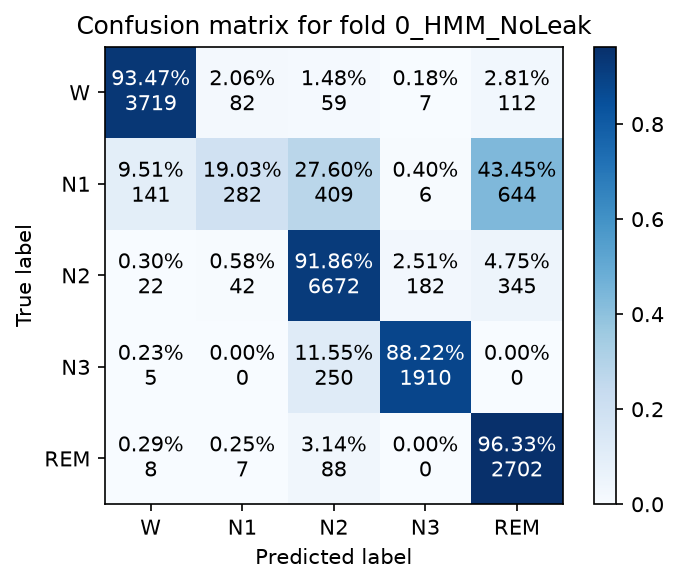 Confusion matrix for fold 0_HMM_NoLeak
True label
W
93.47% 2.06% 1.48% 0.18% 2.81%
3719 82 59 7 112
N1
9.51% 19.03% 27.60% 0.40% 43.45%
141 282 409 6 644
N2
0.30% 0.58% 91.86% 2.51% 4.75%
22 42 6672 182 345
N3
0.23% 0.00% 11.55% 88.22% 0.00%
5 0 250 1910 0
REM
0.29% 0.25% 3.14% 0.00% 96.33%
8 7 88 0 2702
W N1 N2 N3 REM
Predicted label
0.8
0.6
0.4
0.2
0.0